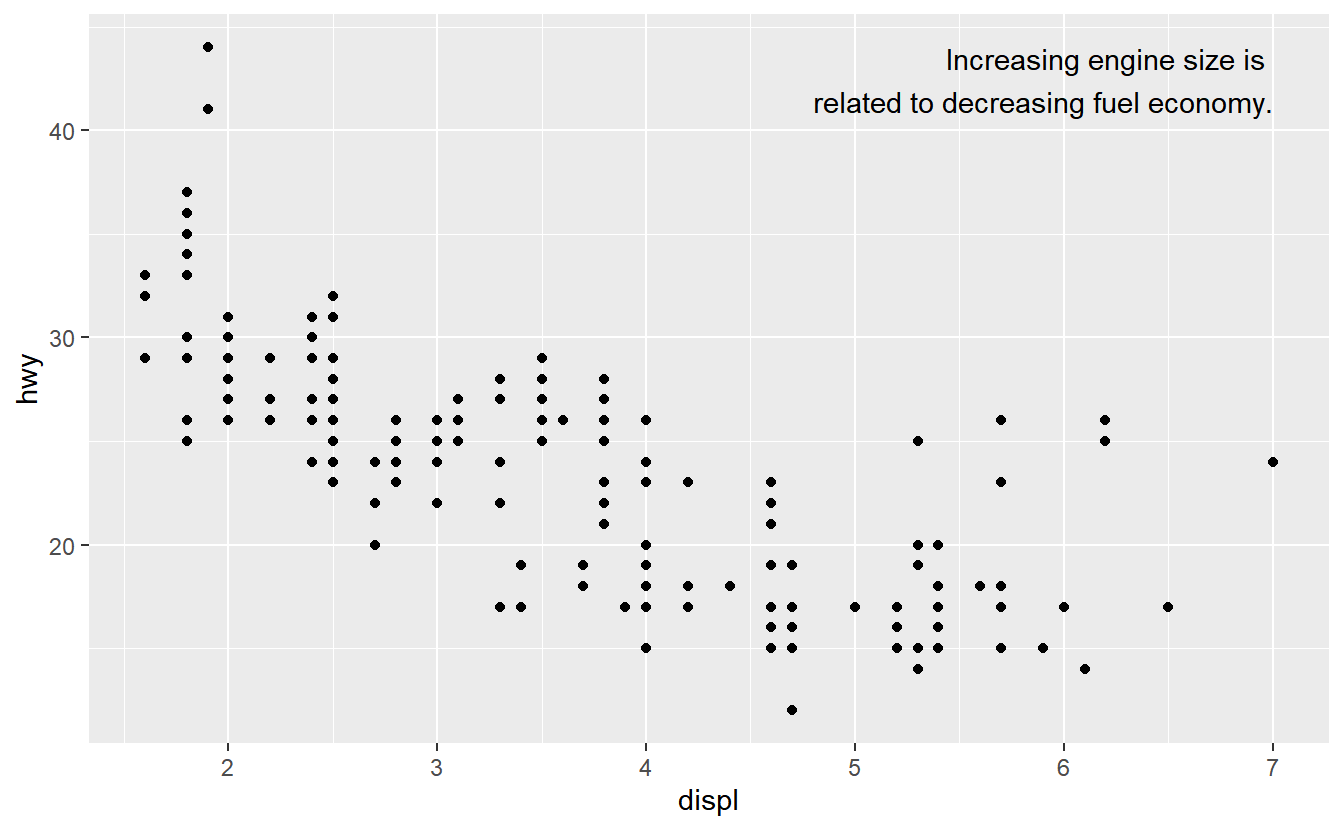 Increasing engine size is
related to decreasing fuel economy.
40
30
20
hwy
2 3 4 5 6 7
displ